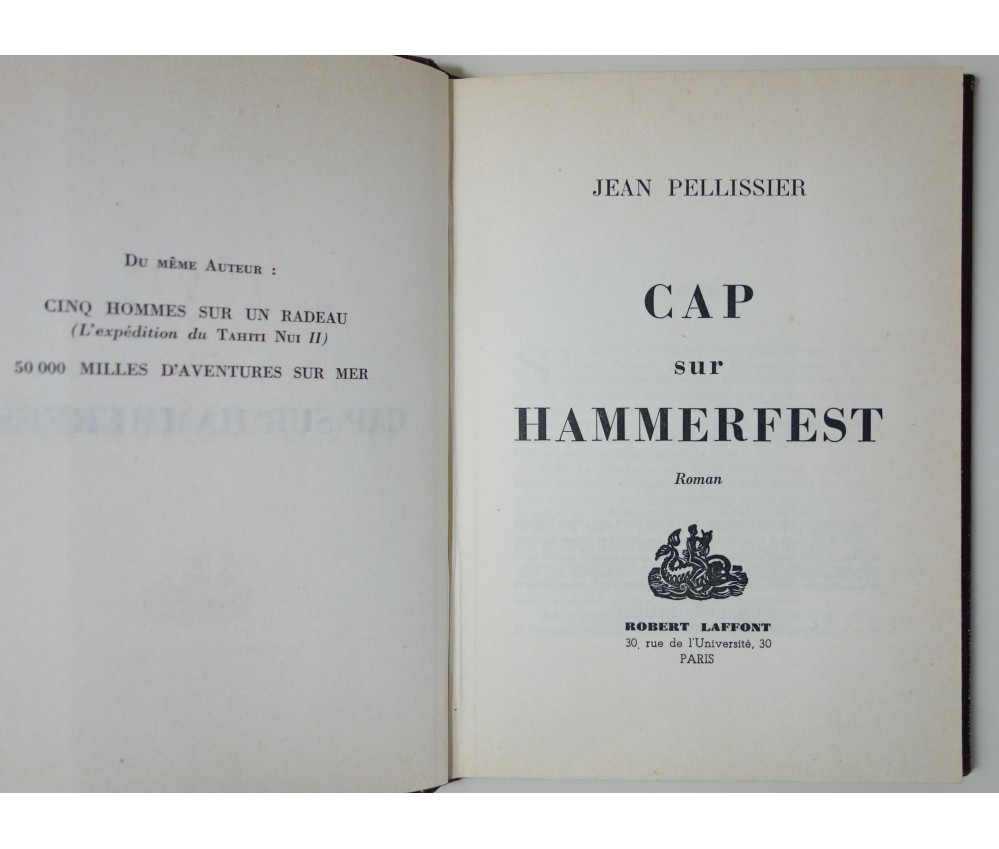 DU MÊME AUTEUR :
CINQ HOMMES SUR UN RADEAU
(L'expédition du TAHITI NUI II)
50 000 MILLES D'AVENTURES SUR MER
JEAN PELLISSIER
CAP
sur
HAMMERFEST
Roman
ROBERT LAFFONT
30, rue de l'Université, 30
PARIS